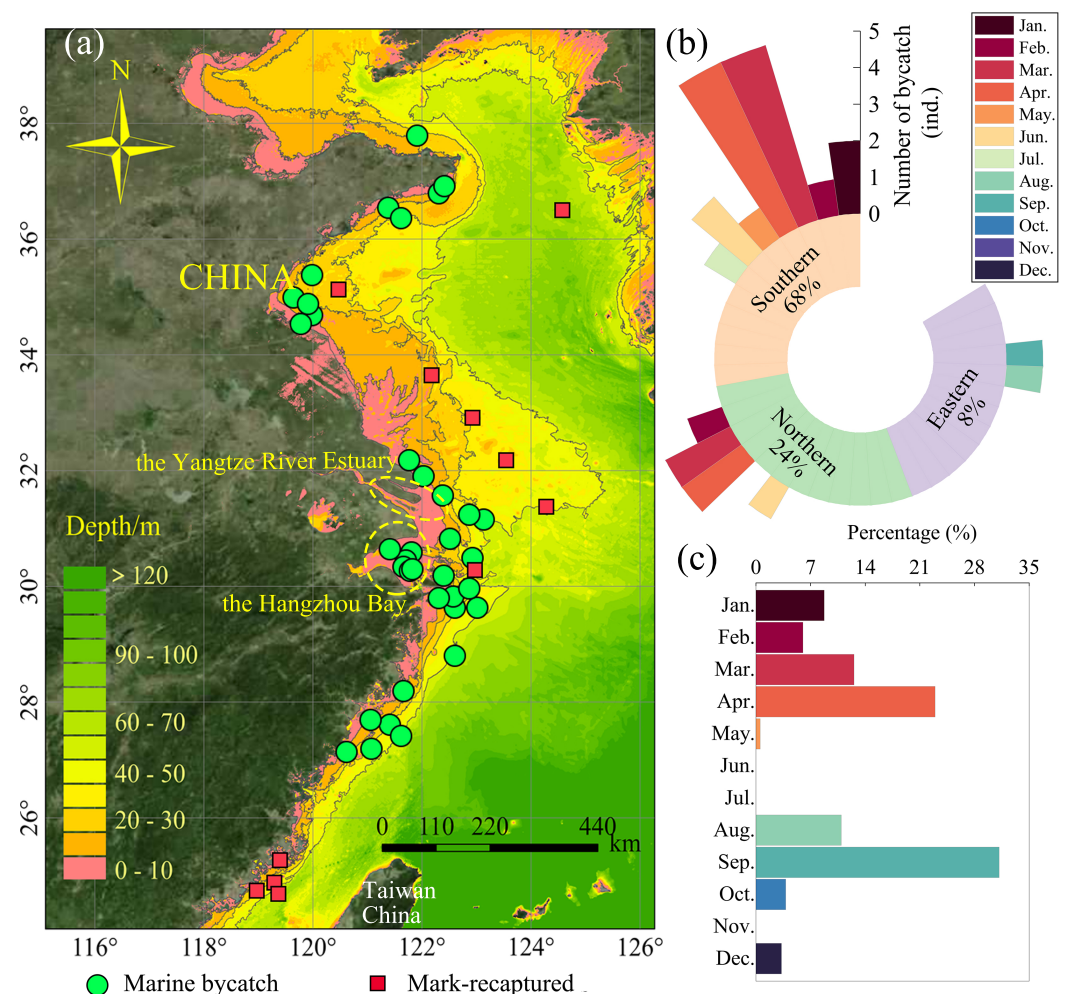 (a)
N
38°
36°
34°
32°
30°
28°
26°
CHINA
the Yangtze River Estuary
the Hangzhou Bay
Depth/m
> 120
90 - 100
60 - 70
40 - 50
20 - 30
0 - 10
0 110 220 440
km
Taiwan
China
116° 118° 120° 122° 124° 126°
Marine bycatch
Mark-recaptured
(b)
5
4
3
2
1
0
Number of bycatch
(ind.)
Jan.
Feb.
Mar.
Apr.
May.
Jun.
Jul.
Aug.
Sep.
Oct.
Nov.
Dec.
Southern
68%
Northern
24%
Eastern
8%
(c)
Percentage (%)
0 7 14 21 28 35
Jan.
Feb.
Mar.
Apr.
May.
Jun.
Jul.
Aug.
Sep.
Oct.
Nov.
Dec.